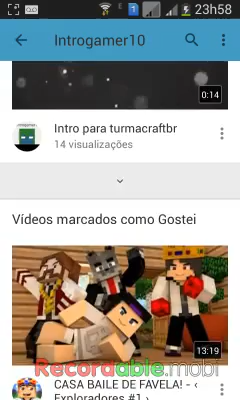 23h58
Introgamer10
0:14
Intro para turmacraftbr
14 visualizações
Vídeos marcados como Gostei
Recordable.mobi
13:19
CASA BAILE DE FAVELA! - ‹
Exploradores #1 ›